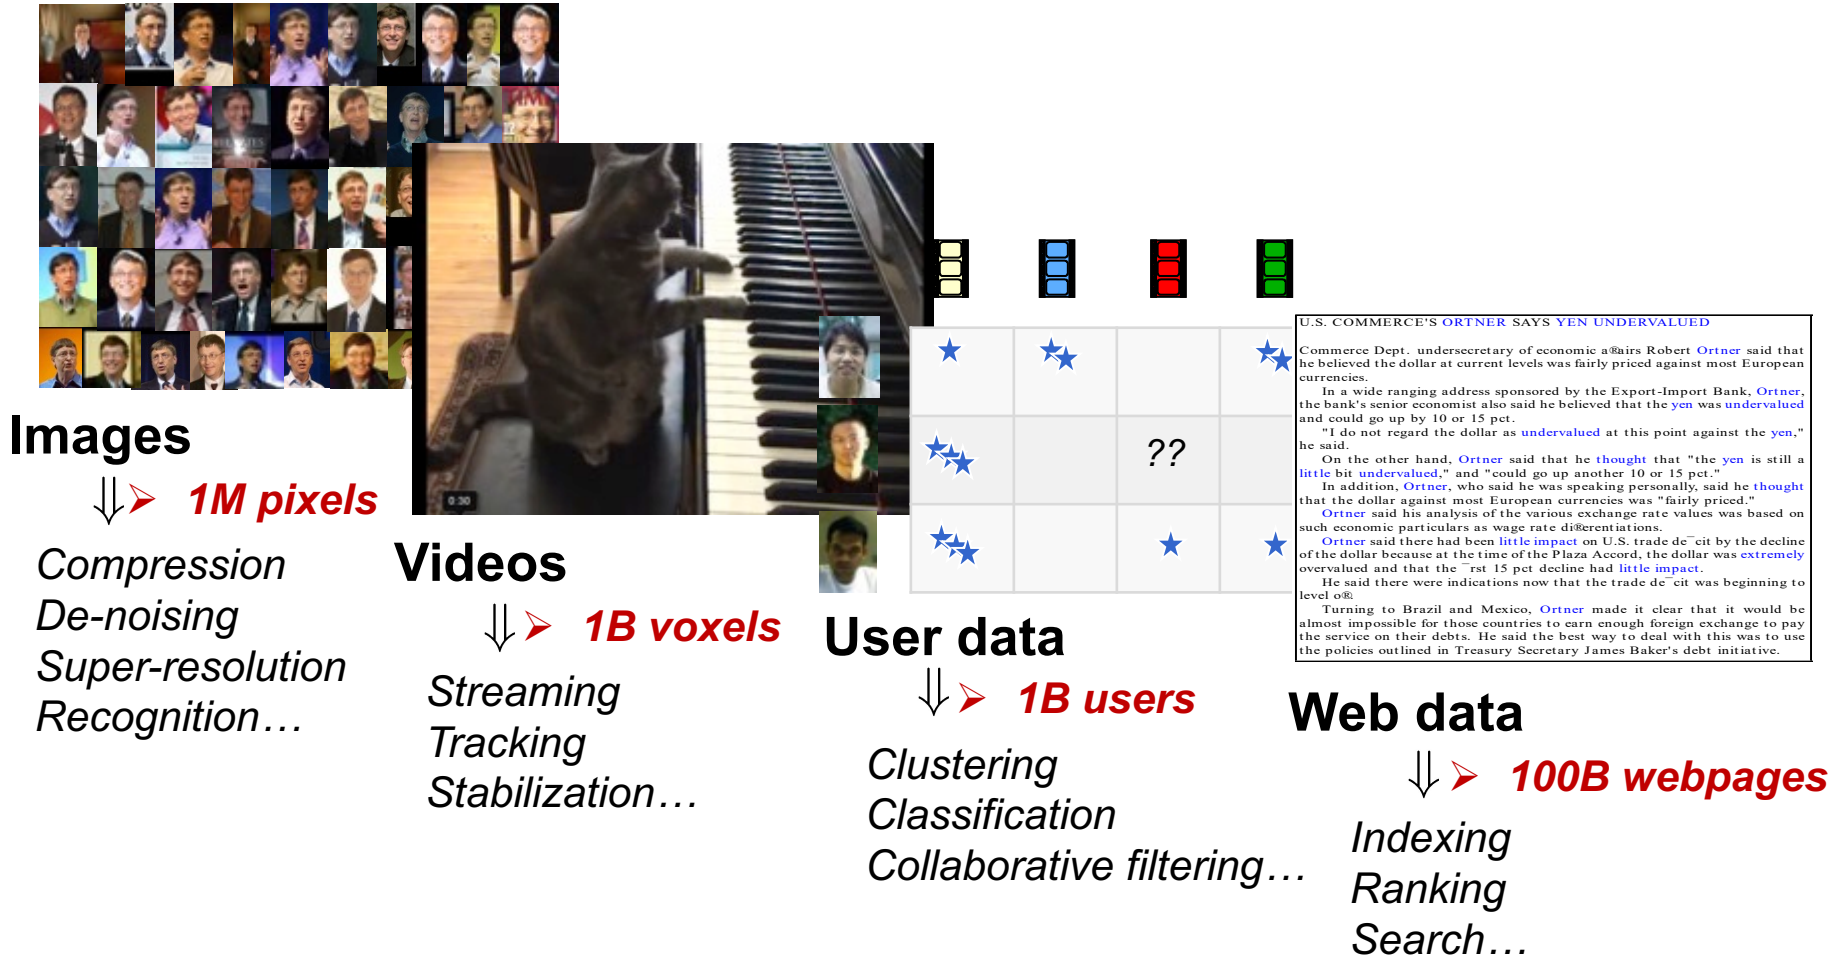 Images
1M pixels
Compression
De-noising
Super-resolution
Recognition…
0:30
Videos
1B voxels
Streaming
Tracking
Stabilization…
??
User data
1B users
Clustering
Classification
Collaborative filtering…
U.S. COMMERCE'S ORTNER SAYS YEN UNDERVALUED
Commerce Dept. undersecretary of economic a®airs Robert Ortner said that
he believed the dollar at current levels was fairly priced against most European
currencies.
In a wide ranging address sponsored by the Export-Import Bank, Ortner,
the bank's senior economist also said he believed that the yen was undervalued
and could go up by 10 or 15 pct.
"I do not regard the dollar as undervalued at this point against the yen,"
he said.
On the other hand, Ortner said that he thought that "the yen is still a
little bit undervalued," and "could go up another 10 or 15 pct."
In addition, Ortner, who said he was speaking personally, said he thought
that the dollar against most European currencies was "fairly priced."
Ortner said his analysis of the various exchange rate values was based on
such economic particulars as wage rate di®erentiations.
Ortner said there had been little impact on U.S. trade de¯cit by the decline
of the dollar because at the time of the Plaza Accord, the dollar was extremely
overvalued and that the ¯rst 15 pct decline had little impact.
He said there were indications now that the trade de¯cit was beginning to
level o®.
Turning to Brazil and Mexico, Ortner made it clear that it would be
almost impossible for those countries to earn enough foreign exchange to pay
the service on their debts. He said the best way to deal with this was to use
the policies outlined in Treasury Secretary James Baker's debt initiative.
Web data
100B webpages
Indexing
Ranking
Search…